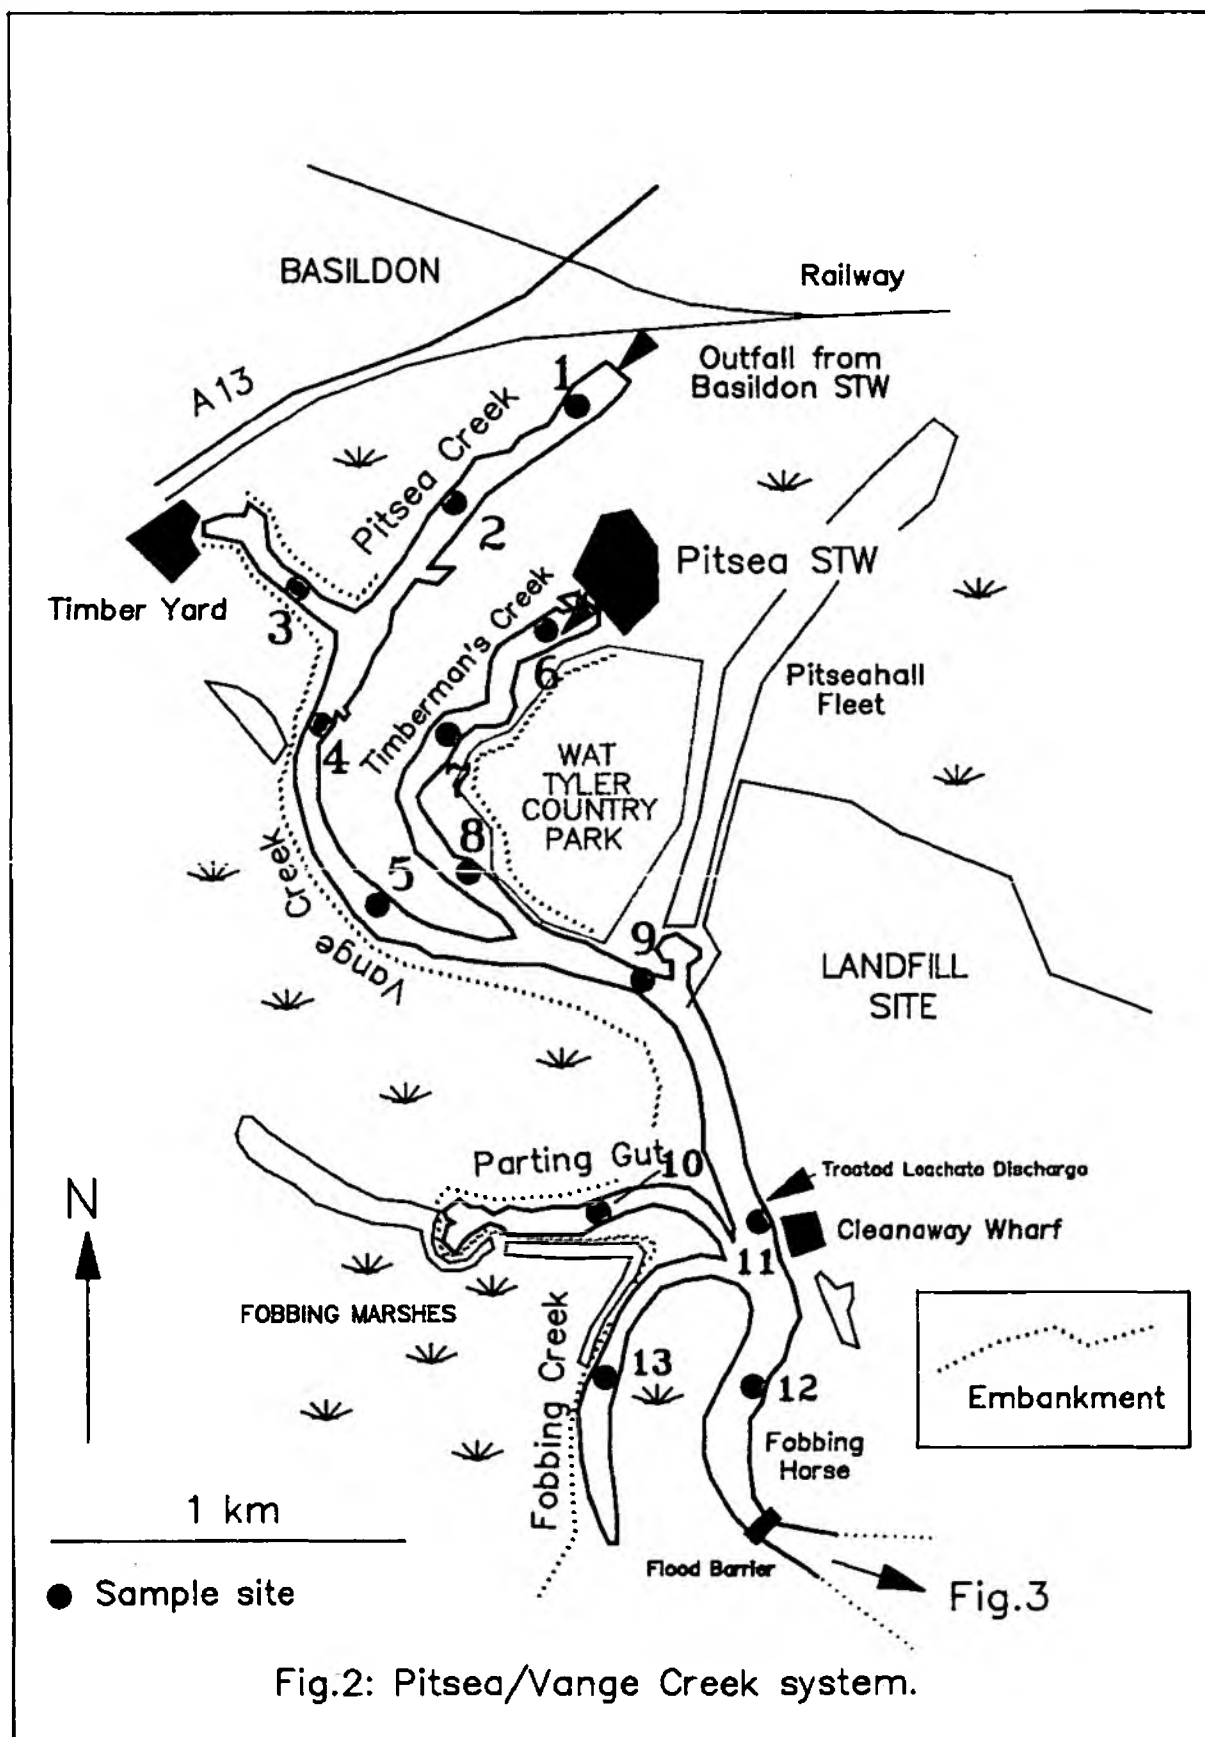 BASILDON
Railway
A13
Outfall from
Basildon STW
1
Pitsea Creek
2
Pitsea STW
Timber Yard
3
Timberman's Creek
6
Pitseahall
Fleet
4
7
WAT
TYLER
COUNTRY
PARK
8
5
Vange Creek
9
LANDFILL
SITE
Parting Gut
10
N
Treated Leachate Discharge
Cleanaway Wharf
11
FOBBING MARSHES
Fobbing Creek
13
12
Embankment
Fobbing
Horse
1 km
Flood Barrier
Sample site
Fig.3
Fig.2: Pitsea/Vange Creek system.